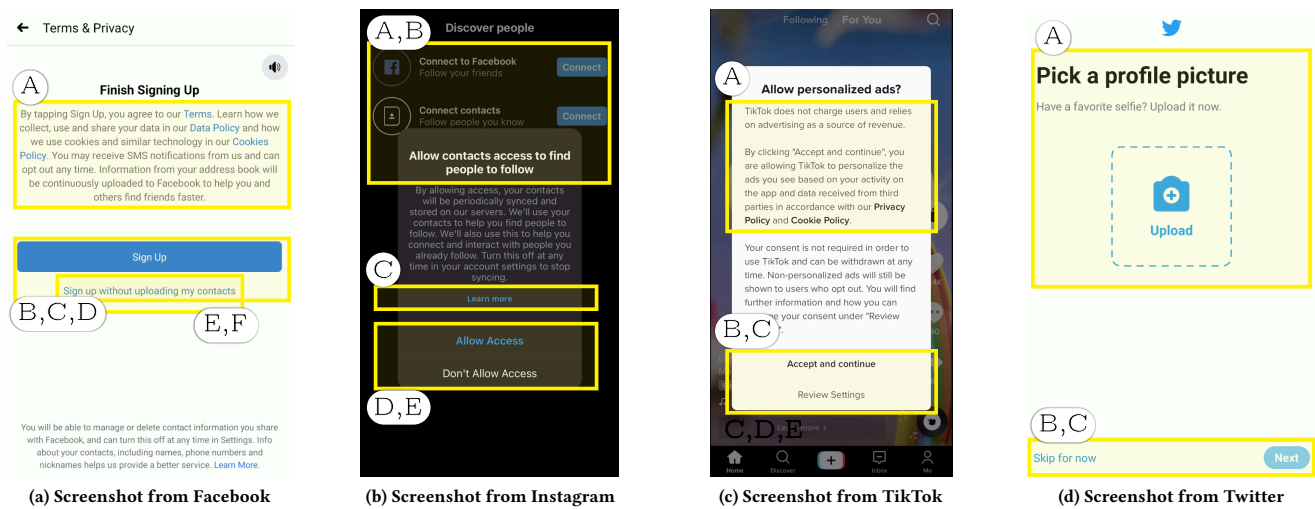 ← Terms & Privacy
A
Finish Signing Up
By tapping Sign Up, you agree to our Terms. Learn how we
collect, use and share your data in our Data Policy and how
we use cookies and similar technology in our Cookies
Policy. You may receive SMS notifications from us and can
opt out any time. Information from your address book will
be continuously uploaded to Facebook to help you and
others find friends faster.
Sign Up
Sign up without uploading my contacts
B,C,D
E,F
You will be able to manage or delete contact information you share
with Facebook, and can turn this off at any time in Settings. Info
about your contacts, including names, phone numbers and
nicknames helps us provide a better service. Learn More.
(a) Screenshot from Facebook
A,B
Discover people
Connect to Facebook
Follow your friends
Connect
Connect contacts
Follow people you know
Connect
Allow contacts access to find
people to follow
By allowing access, your contacts
will be periodically synced and
stored on our servers. We'll use your
contacts to help you find people to
follow. We'll also use this to help you
connect and interact with people you
already follow. Turn this off at any
time in your account settings to stop
syncing.
C
Learn more
Allow Access
Don't Allow Access
D,E
(b) Screenshot from Instagram
Following For You
A
Allow personalized ads?
TikTok does not charge users and relies
on advertising as a source of revenue.
By clicking "Accept and continue", you
are allowing TikTok to personalize the
ads you see based on your activity on
the app and data received from third
parties in accordance with our Privacy
Policy and Cookie Policy.
Your consent is not required in order to
use TikTok and can be withdrawn at any
time. Non-personalized ads will still be
shown to users who opt out. You will find
further information and how you can
your consent under "Review
B,C
Accept and continue
Review Settings
C,D,E
Learn more >
Home
Discover
Inbox
Me
(c) Screenshot from TikTok
A
Pick a profile picture
Have a favorite selfie? Upload it now.
Upload
B,C
Skip for now
Next
(d) Screenshot from Twitter